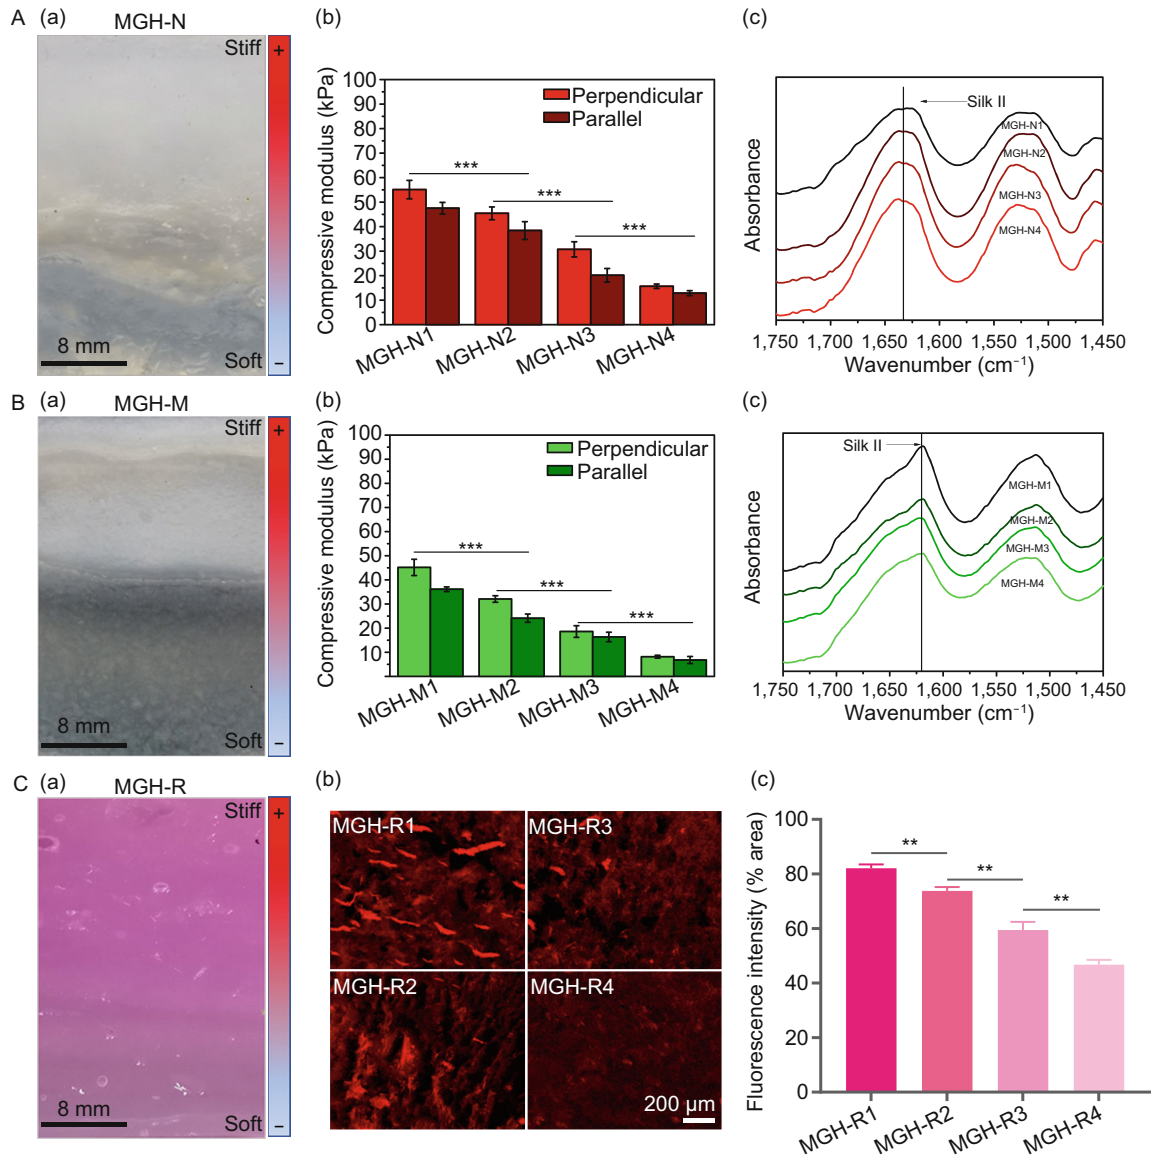 A
(a)
MGH-N
Stiff
+
8 mm
Soft
−
(b)
Compressive modulus (kPa)
100
90
80
70
60
50
40
30
20
10
0
Perpendicular
Parallel
***
***
***
MGH-N1
MGH-N2
MGH-N3
MGH-N4
(c)
Absorbance
Silk II
MGH-N1
MGH-N2
MGH-N3
MGH-N4
1,750 1,700 1,650 1,600 1,550 1,500 1,450
Wavenumber (cm⁻¹)
B
(a)
MGH-M
Stiff
+
8 mm
Soft
−
(b)
Compressive modulus (kPa)
100
90
80
70
60
50
40
30
20
10
Perpendicular
Parallel
***
***
***
MGH-M1
MGH-M2
MGH-M3
MGH-M4
(c)
Absorbance
Silk II
MGH-M1
MGH-M2
MGH-M3
MGH-M4
1,750 1,700 1,650 1,600 1,550 1,500 1,450
Wavenumber (cm⁻¹)
C
(a)
MGH-R
Stiff
+
8 mm
Soft
−
(b)
MGH-R1
MGH-R3
MGH-R2
MGH-R4
200 µm
(c)
Fluorescence intensity (% area)
100
80
60
40
20
0
**
**
**
MGH-R1
MGH-R2
MGH-R3
MGH-R4